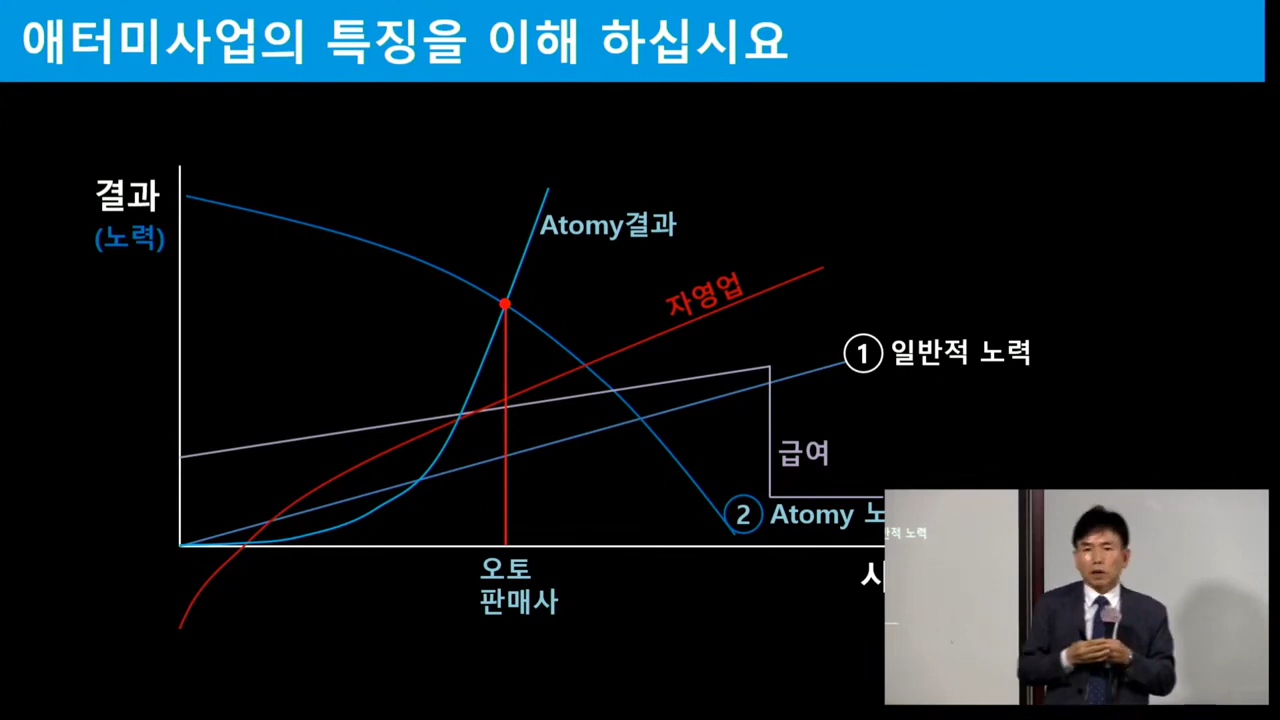 애터미사업의 특징을 이해 하십시요
결과
(노력)
Atomy결과
자영업
① 일반적 노력
급여
② Atomy 노
오토
판매사
노력